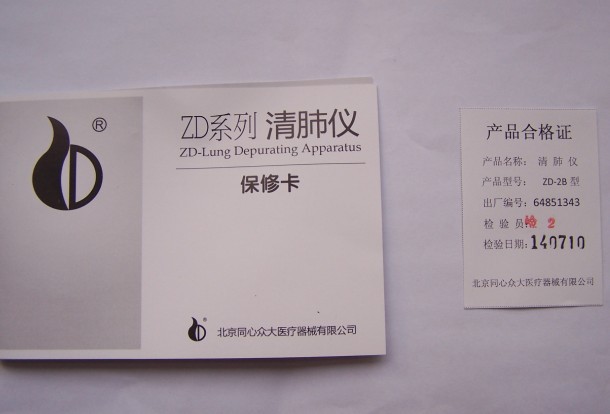 ®
ZD系列 清肺仪
ZD-Lung Depurating Apparatus
保修卡
北京同心众大医疗器械有限公司
产品合格证
产品名称： 清 肺 仪
产品型号： ZD-2B 型
出厂编号：64851343
检 验 员 检 2
检验日期：140710
北京同心众大医疗器械有限公司